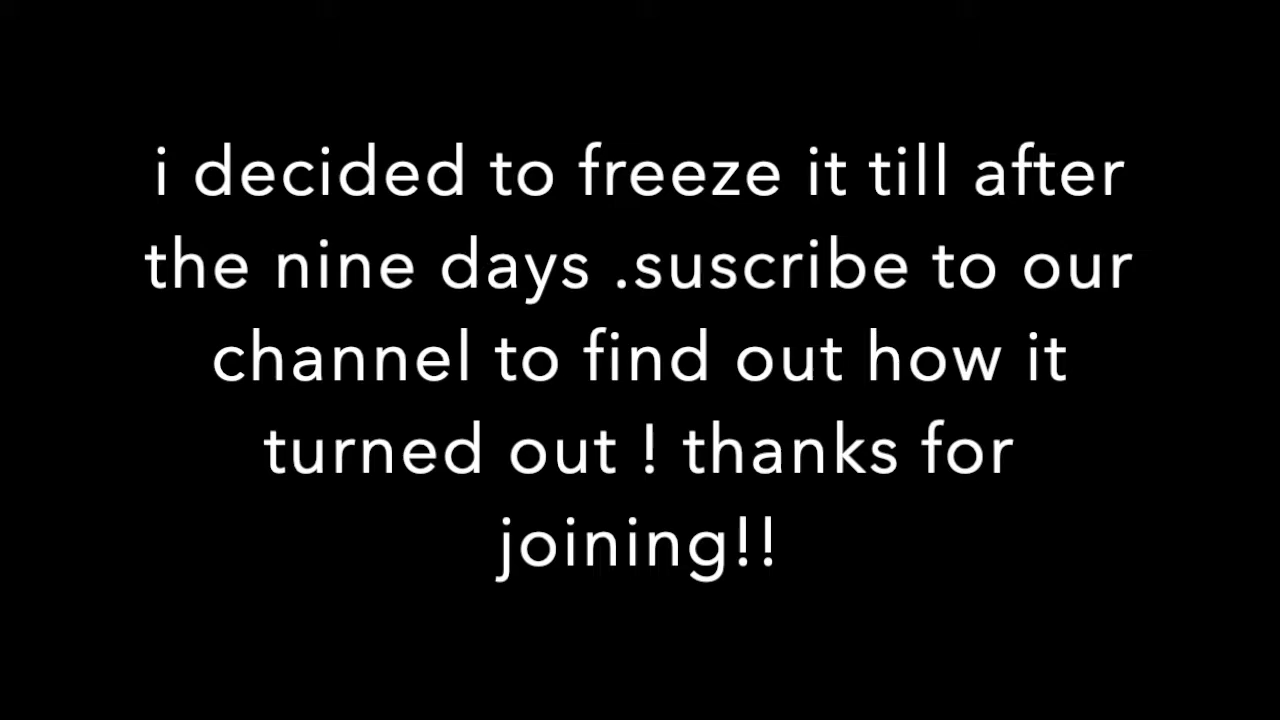 i decided to freeze it till after
the nine days .suscribe to our
channel to find out how it
turned out ! thanks for
joining!!